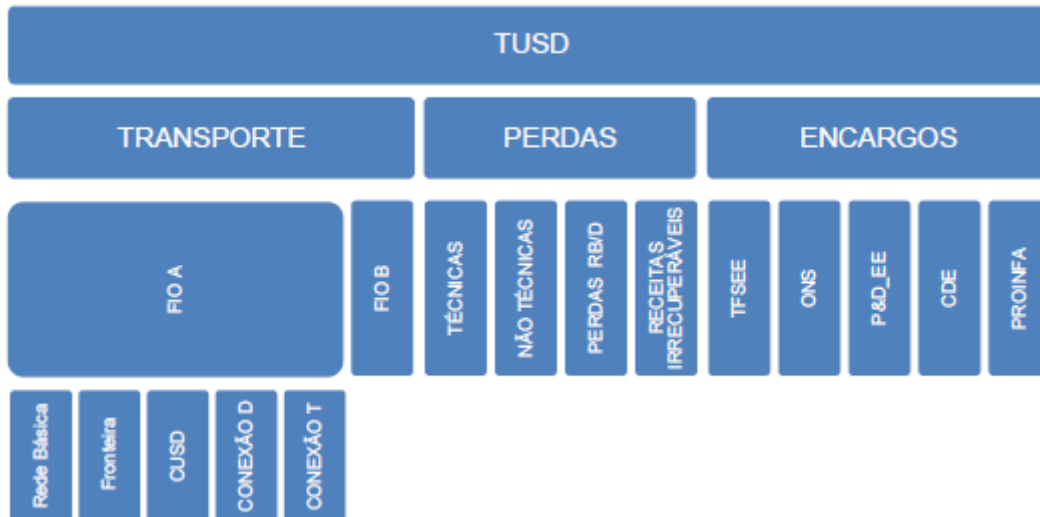 TUSD
TRANSPORTE
PERDAS
ENCARGOS
FIO A
FIO B
TÉCNICAS
NÃO TÉCNICAS
PERDAS RB/D
RECEITAS
IRRECUPERÁVEIS
TFSEE
ONS
P&D_EE
CDE
PROINFA
Rede Básica
Fronteira
CUSD
CONEXÃO D
CONEXÃO T